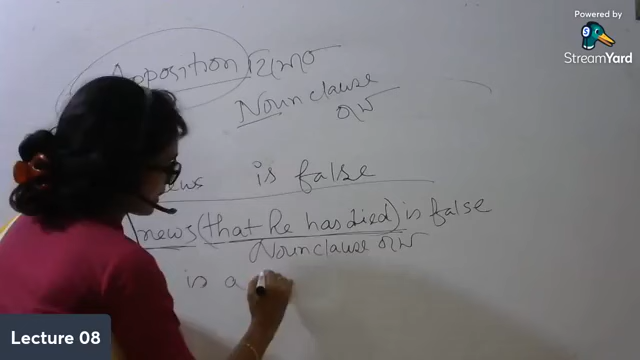 Powered by
StreamYard
Apposition হিসেবে
Noun clause
news is false
news (that he has died) is false
Noun clause
is a
Lecture 08